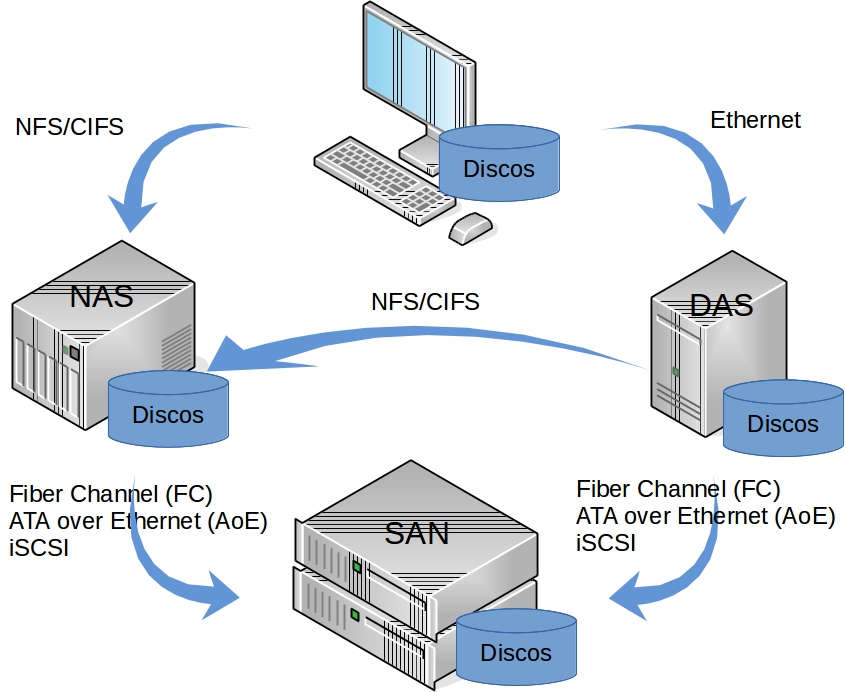 NFS/CIFS
Ethernet
Discos
NAS
NFS/CIFS
DAS
Discos
Discos
Fiber Channel (FC)
ATA over Ethernet (AoE)
iSCSI
Fiber Channel (FC)
ATA over Ethernet (AoE)
iSCSI
SAN
Discos